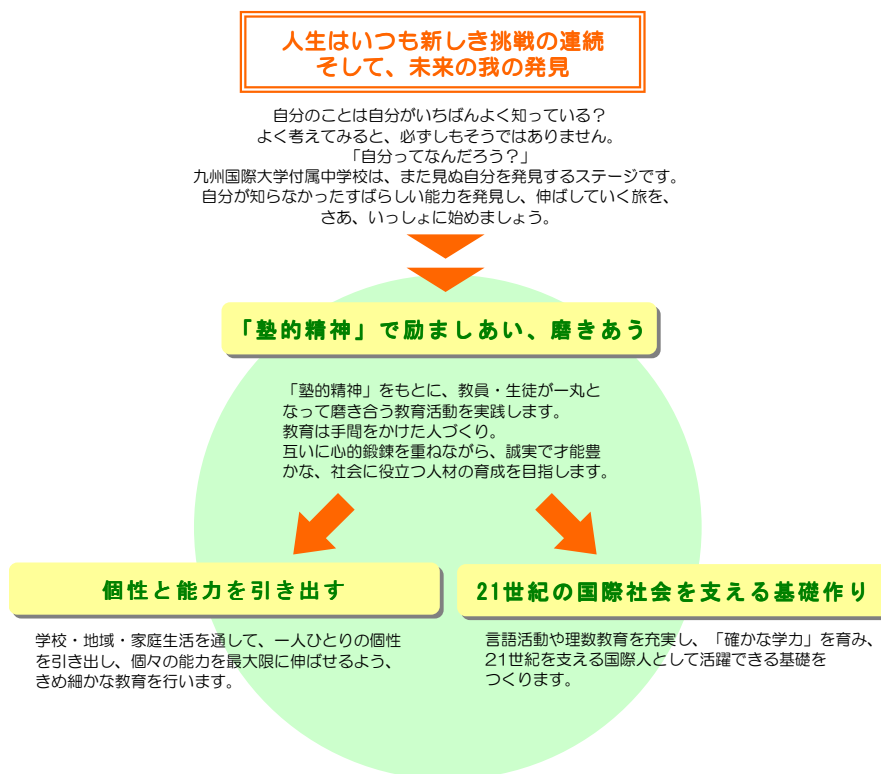 人生はいつも新しき挑戦の連続
そして、未来の我の発見
自分のことは自分がいちばんよく知っている？
よく考えてみると、必ずしもそうではありません。
「自分ってなんだろう？」
九州国際大学付属中学校は、また見ぬ自分を発見するステージです。
自分が知らなかったすばらしい能力を発見し、伸ばしていく旅を、
さあ、いっしょに始めましょう。
「塾的精神」で励ましあい、磨きあう
「塾的精神」をもとに、教員・生徒が一丸と
なって磨き合う教育活動を実践します。
教育は手間をかけた人づくり。
互いに心的鍛錬を重ねながら、誠実で才能豊
かな、社会に役立つ人材の育成を目指します。
個性と能力を引き出す
学校・地域・家庭生活を通して、一人ひとりの個性
を引き出し、個々の能力を最大限に伸ばせるよう、
きめ細かな教育を行います。
21世紀の国際社会を支える基礎作り
言語活動や理数教育を充実し、「確かな学力」を育み、
21世紀を支える国際人として活躍できる基礎を
つくります。